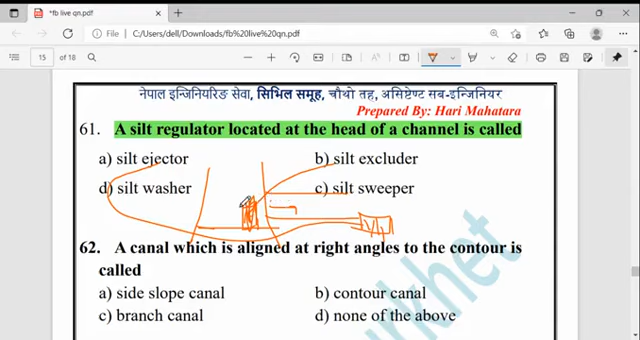 *fb live qn.pdf
File
C:/Users/dell/Downloads/fb%20live%20qn.pdf
15 of 18
नेपाल इन्जिनियरिङ सेवा, सिभिल समूह, चौथो तह, असिष्टेण्ट सब-इन्जिनियर
Prepared By: Hari Mahatara
61. A silt regulator located at the head of a channel is called
a) silt ejector b) silt excluder
d) silt washer c) silt sweeper
62. A canal which is aligned at right angles to the contour is
called
a) side slope canal b) contour canal
c) branch canal d) none of the above